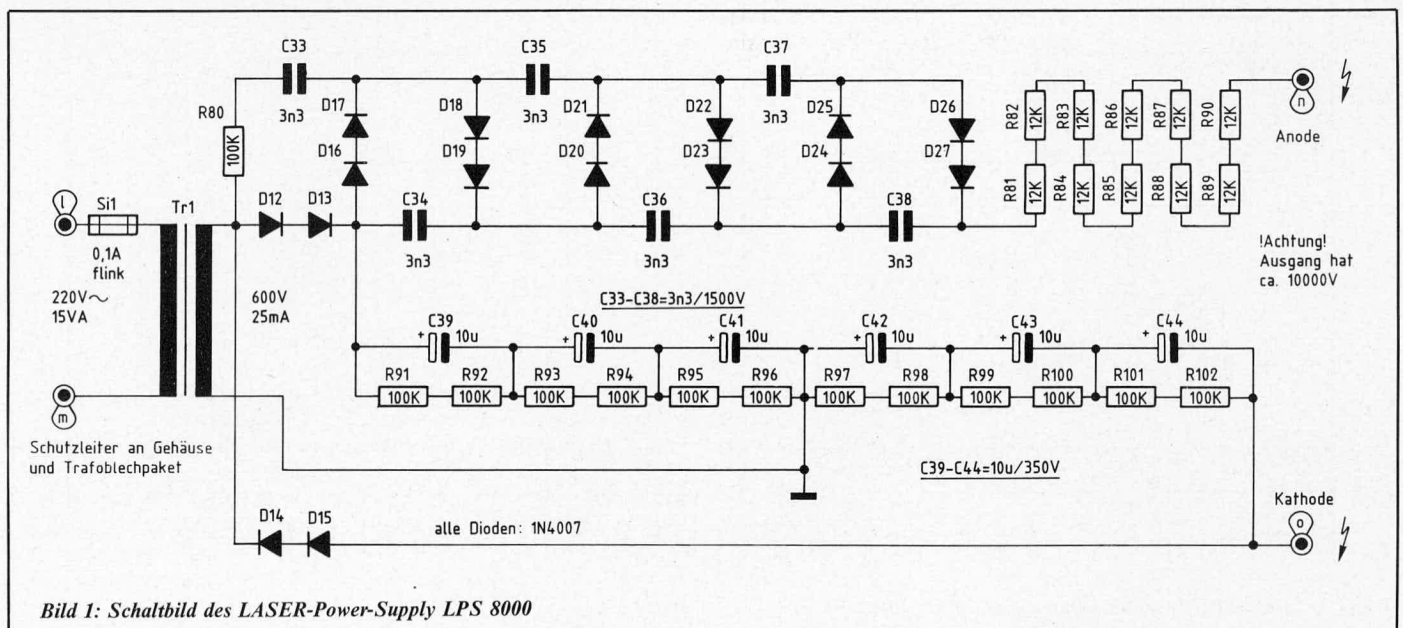 C33
3n3
C35
3n3
C37
3n3
R80
100K
D17
D16
D18
D19
D21
D20
D22
D23
D25
D24
D26
D27
R82
12K
R83
12K
R86
12K
R87
12K
R90
12K
R81
12K
R84
12K
R85
12K
R88
12K
R89
12K
n
Anode
l
Si1
0,1A
flink
Tr1
D12
D13
C34
3n3
C36
3n3
C38
3n3
!Achtung!
Ausgang hat
ca. 10000V
220V~
15VA
600V
25mA
C33-C38=3n3/1500V
+ C39 10u
+ C40 10u
+ C41 10u
+ C42 10u
+ C43 10u
+ C44 10u
R91
100K
R92
100K
R93
100K
R94
100K
R95
100K
R96
100K
R97
100K
R98
100K
R99
100K
R100
100K
R101
100K
R102
100K
m
Schutzleiter an Gehäuse
und Trafoblechpaket
C39-C44=10u/350V
Kathode
o
D14
D15
alle Dioden: 1N4007
Bild 1: Schaltbild des LASER-Power-Supply LPS 8000